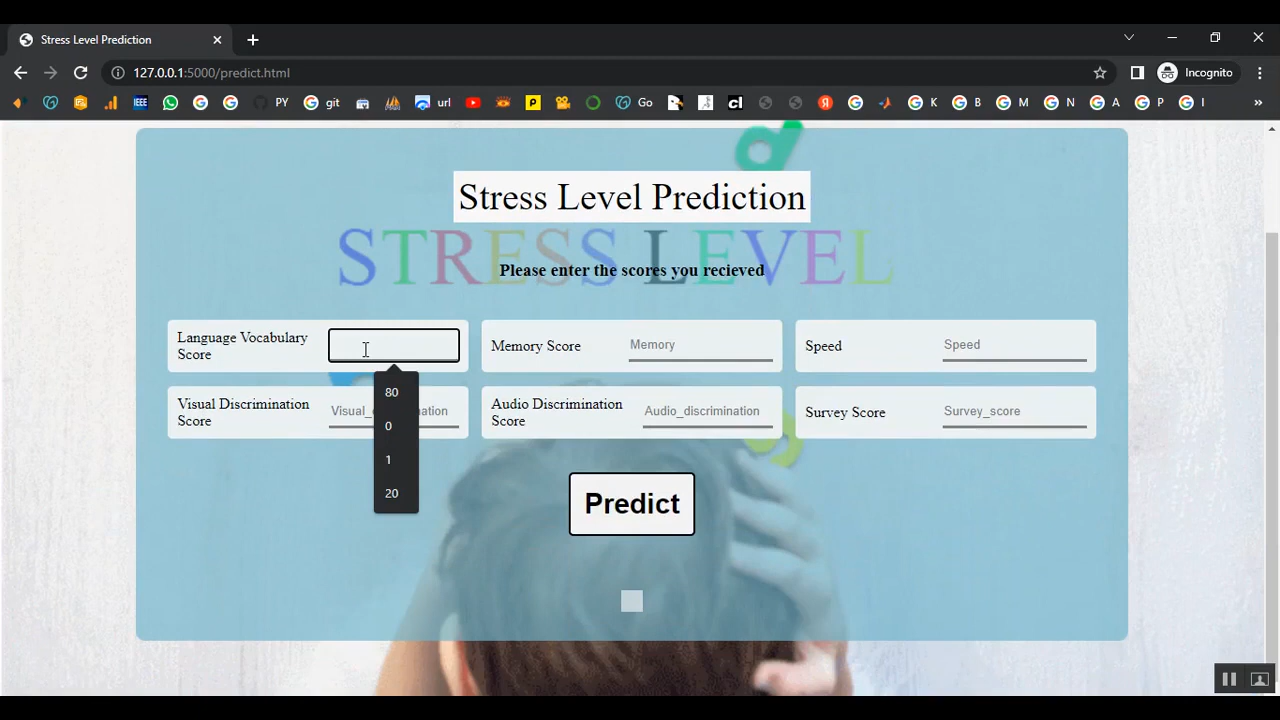 Stress Level Prediction
127.0.0.1:5000/predict.html
Incognito
IEEE
PY
git
url
Go
K
B
M
N
A
P
I
»
Stress Level Prediction
STRESS LEVEL
Please enter the scores you recieved
Language Vocabulary
Score
Memory Score
Memory
Speed
Speed
80
0
1
20
Visual Discrimination
Score
Audio Discrimination
Score
Audio_discrimination
Survey Score
Survey_score
Predict